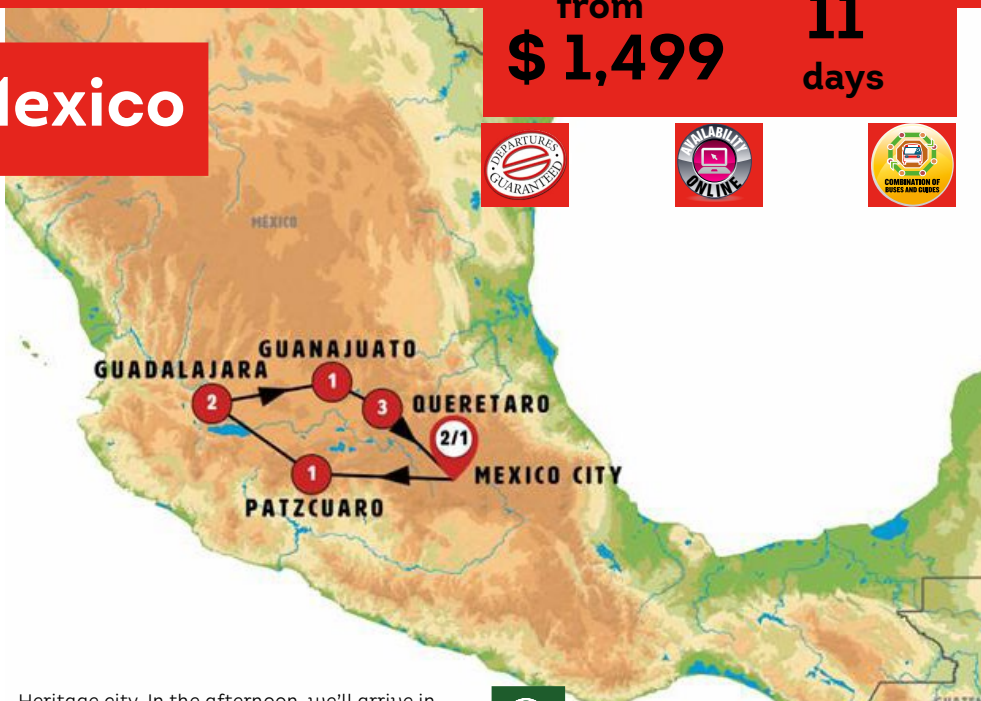 from
$ 1,499
11
days
Mexico
DEPARTURES
GUARANTEED
AVAILABILITY
ONLINE
COMBINATION OF
BUSES AND GUIDES
MÉXICO
GUANAJUATO
GUADALAJARA
1
2
3
QUERETARO
2/1
1
MEXICO CITY
PATZCUARO
Heritage city. In the afternoon, we'll arrive in